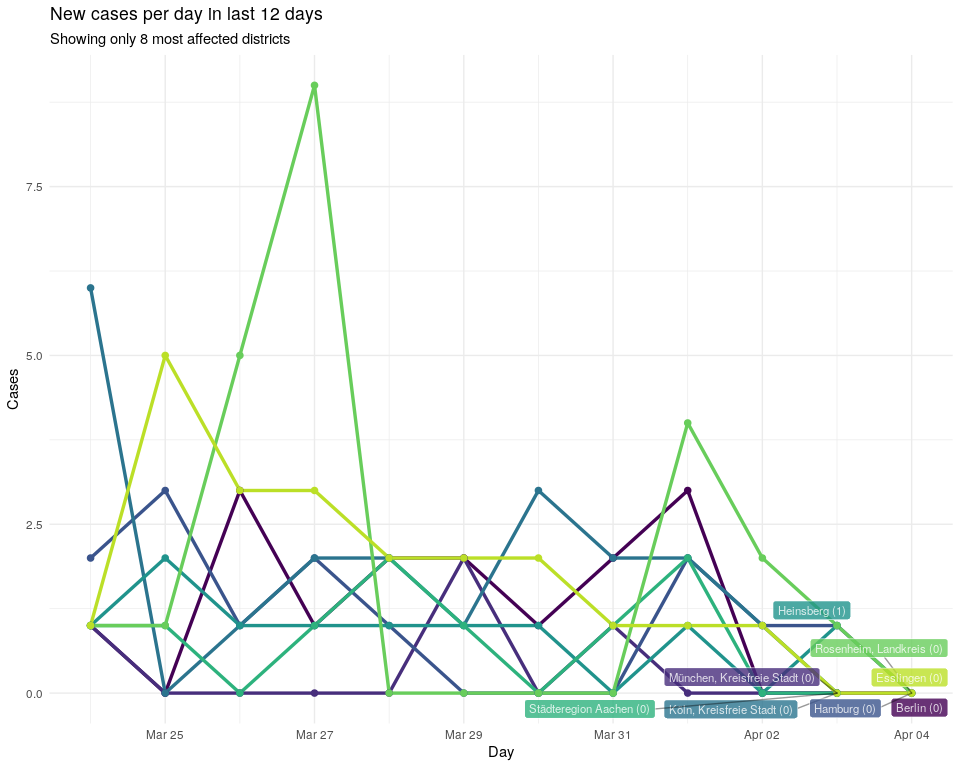 New cases per day in last 12 days
Showing only 8 most affected districts
Cases
7.5
5.0
2.5
0.0
Heinsberg (1)
Rosenheim, Landkreis (0)
München, Kreisfreie Stadt (0)
Esslingen (0)
Städteregion Aachen (0)
Köln, Kreisfreie Stadt (0)
Hamburg (0)
Berlin (0)
Mar 25
Mar 27
Mar 29
Mar 31
Apr 02
Apr 04
Day